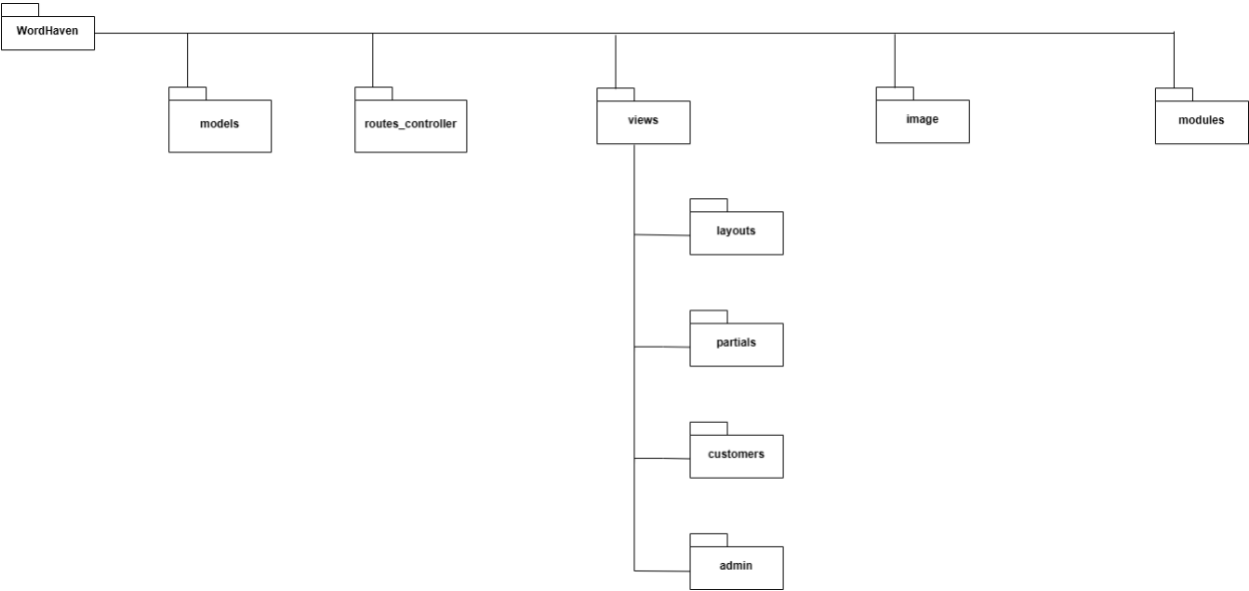 WordHaven
models
routes_controller
views
image
modules
layouts
partials
customers
admin